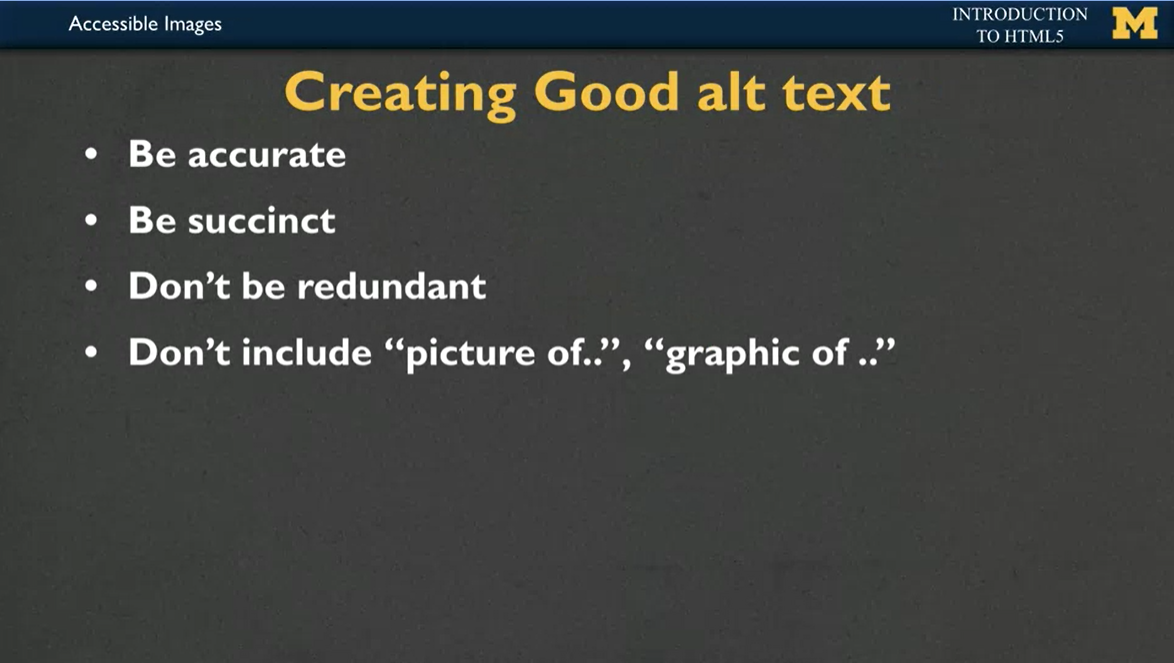 Accessible Images
INTRODUCTION
TO HTML5
M
Creating Good alt text
• Be accurate
• Be succinct
• Don’t be redundant
• Don’t include “picture of..”, “graphic of ..”